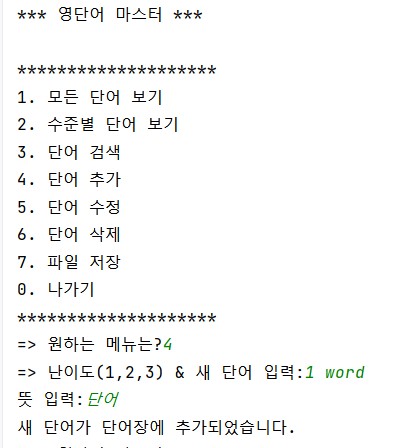 *** 영단어 마스터 ***
********************
1. 모든 단어 보기
2. 수준별 단어 보기
3. 단어 검색
4. 단어 추가
5. 단어 수정
6. 단어 삭제
7. 파일 저장
0. 나가기
********************
=> 원하는 메뉴는?4
=> 난이도(1,2,3) & 새 단어 입력:1 word
뜻 입력:단어
새 단어가 단어장에 추가되었습니다.